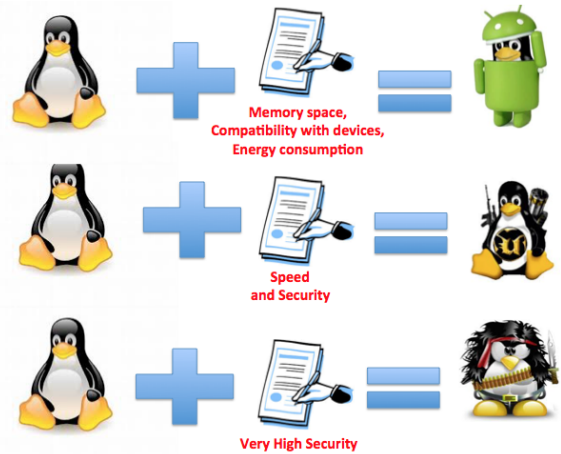 Memory space,
Compatibility with devices,
Energy consumption
Speed
and Security
Very High Security